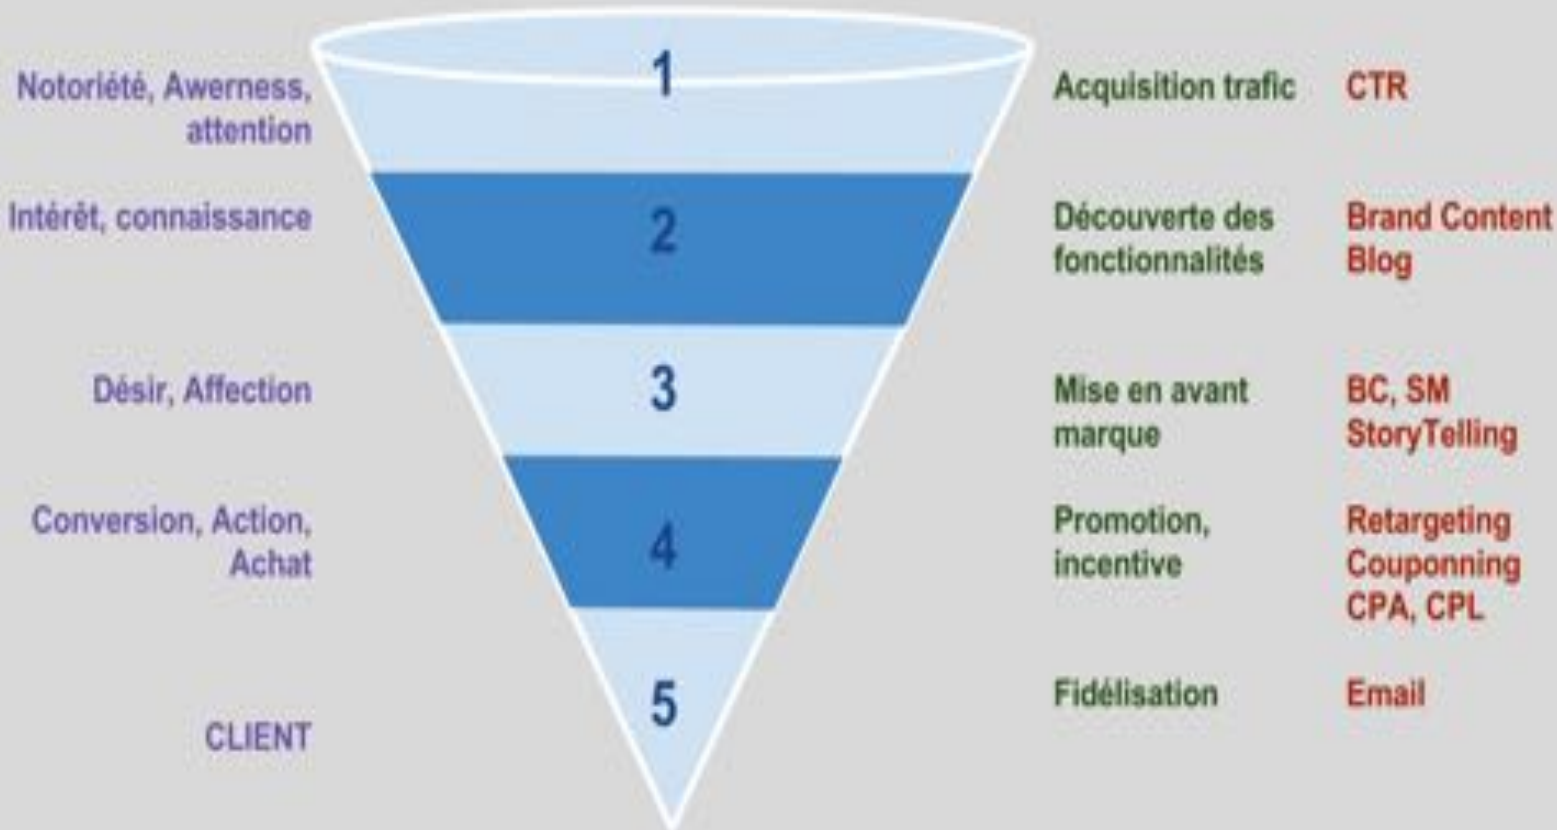 1
Notoriété, Awerness,
attention
Acquisition trafic
CTR
2
Intérêt, connaissance
Découverte des
fonctionnalités
Brand Content
Blog
3
Désir, Affection
Mise en avant
marque
BC, SM
StoryTelling
4
Conversion, Action,
Achat
Promotion,
incentive
Retargeting
Couponning
CPA, CPL
5
CLIENT
Fidélisation
Email